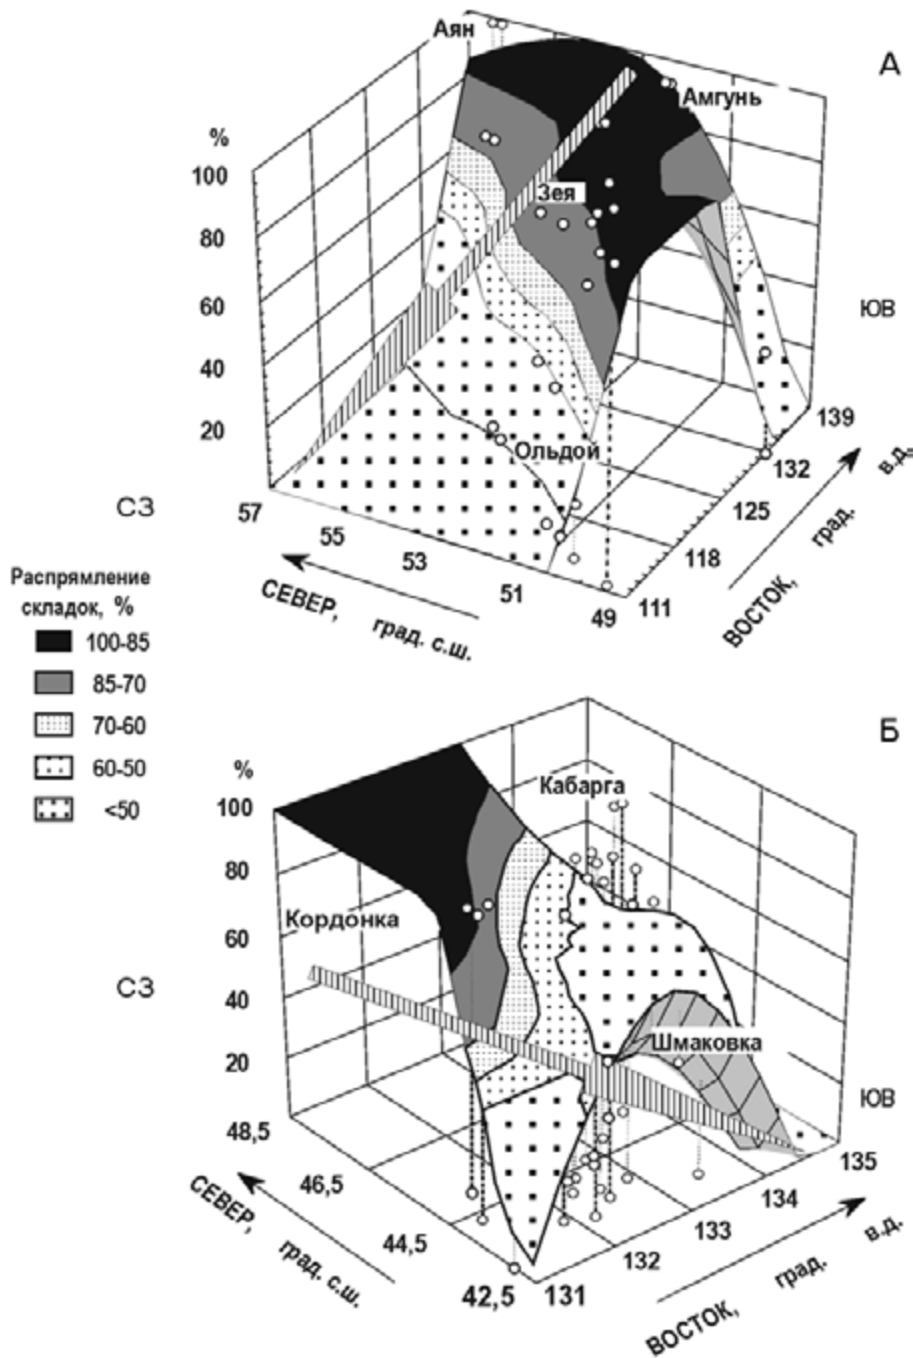 Аян
А
Амгунь
%
100
80
60
40
20
Зея
ЮВ
Ольдой
139
132
125
118
111
в.д.
град.
ВОСТОК,
СЗ
57
55
53
51
49
СЕВЕР, град. с.ш.
Распрямление
складок, %
100-85
85-70
70-60
60-50
<50
Б
%
100
80
60
40
20
Кабарга
Кордонка
СЗ
Шмаковка
ЮВ
48,5
46,5
44,5
42,5
131
132
133
134
135
СЕВЕР, град. с.ш.
ВОСТОК, град. в.д.